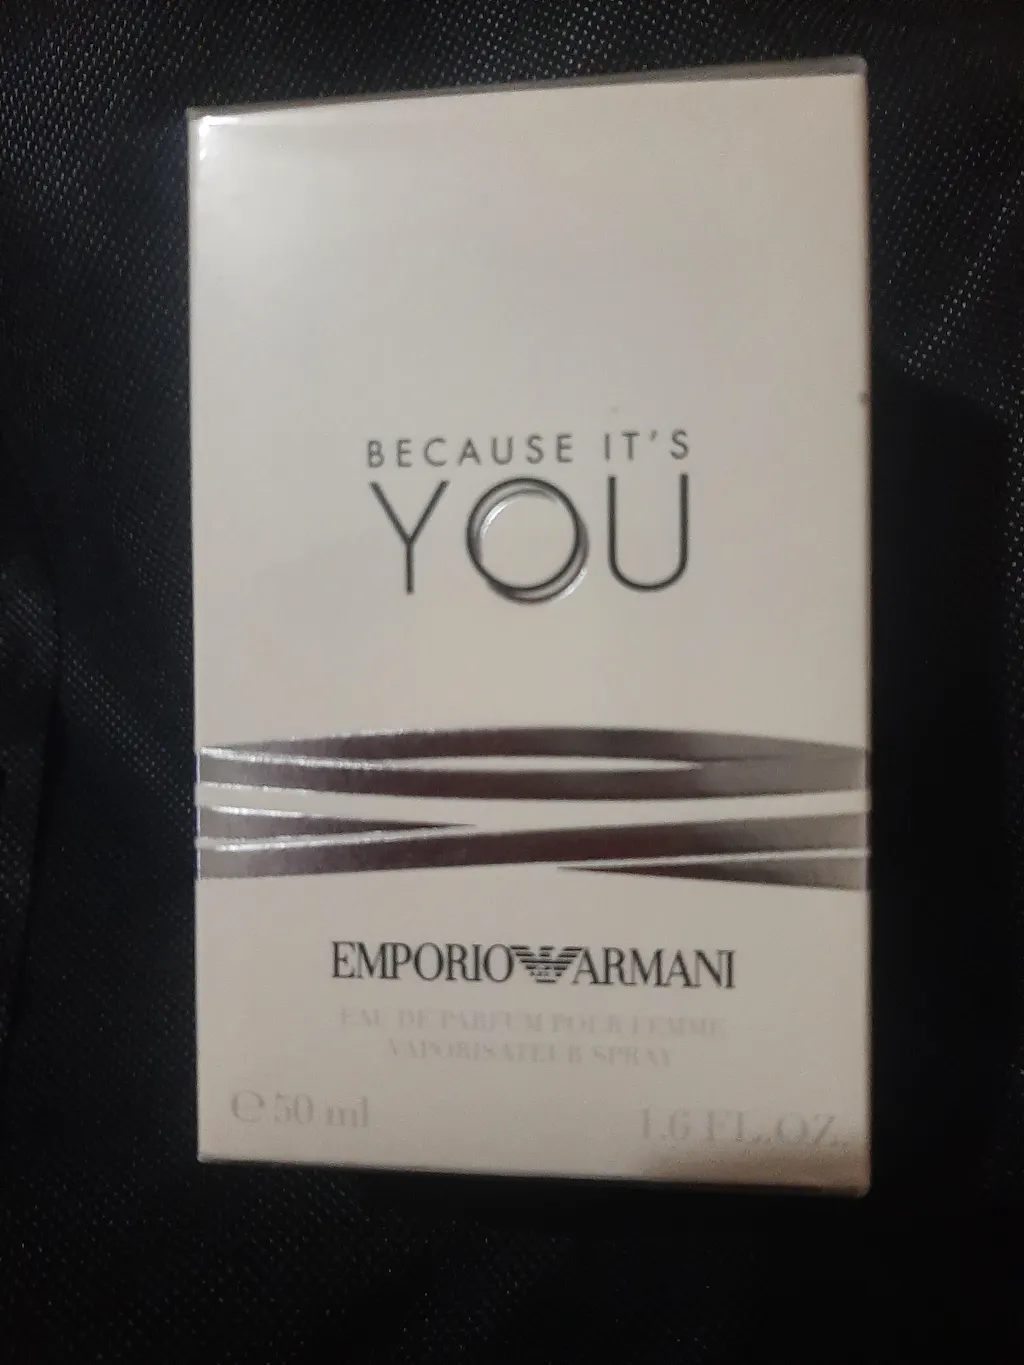 BECAUSE IT'S
YOU
EMPORIO ARMANI
EAU DE PARFUM POUR FEMME
VAPORISATEUR SPRAY
℮ 50 ml
1.6 FL.OZ.